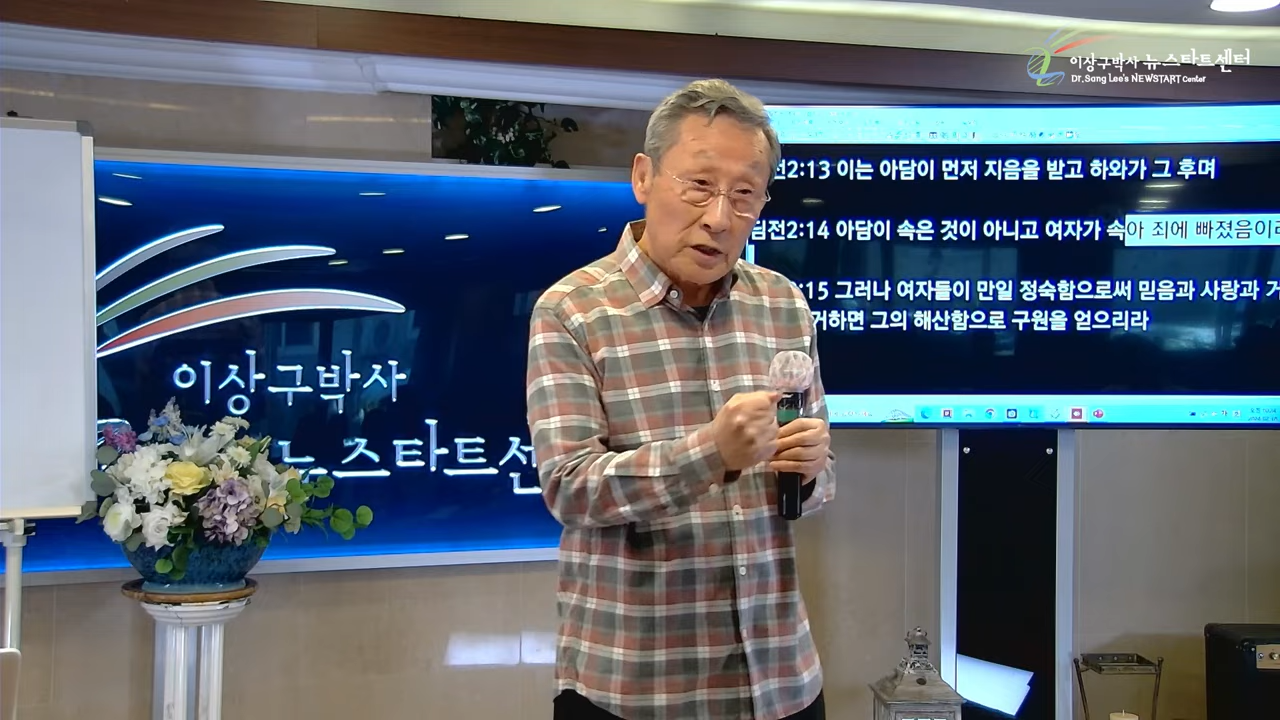 이상구박사 뉴스타트센터
Dr. Sang Lee's NEWSTART Center
전2:13 이는 아담이 먼저 지음을 받고 하와가 그 후며
딤전2:14 아담이 속은 것이 아니고 여자가 속아 죄에 빠졌음이라
:15 그러나 여자들이 만일 정숙함으로써 믿음과 사랑과 거
거하면 그의 해산함으로 구원을 얻으리라
이상구박사
뉴스타트센